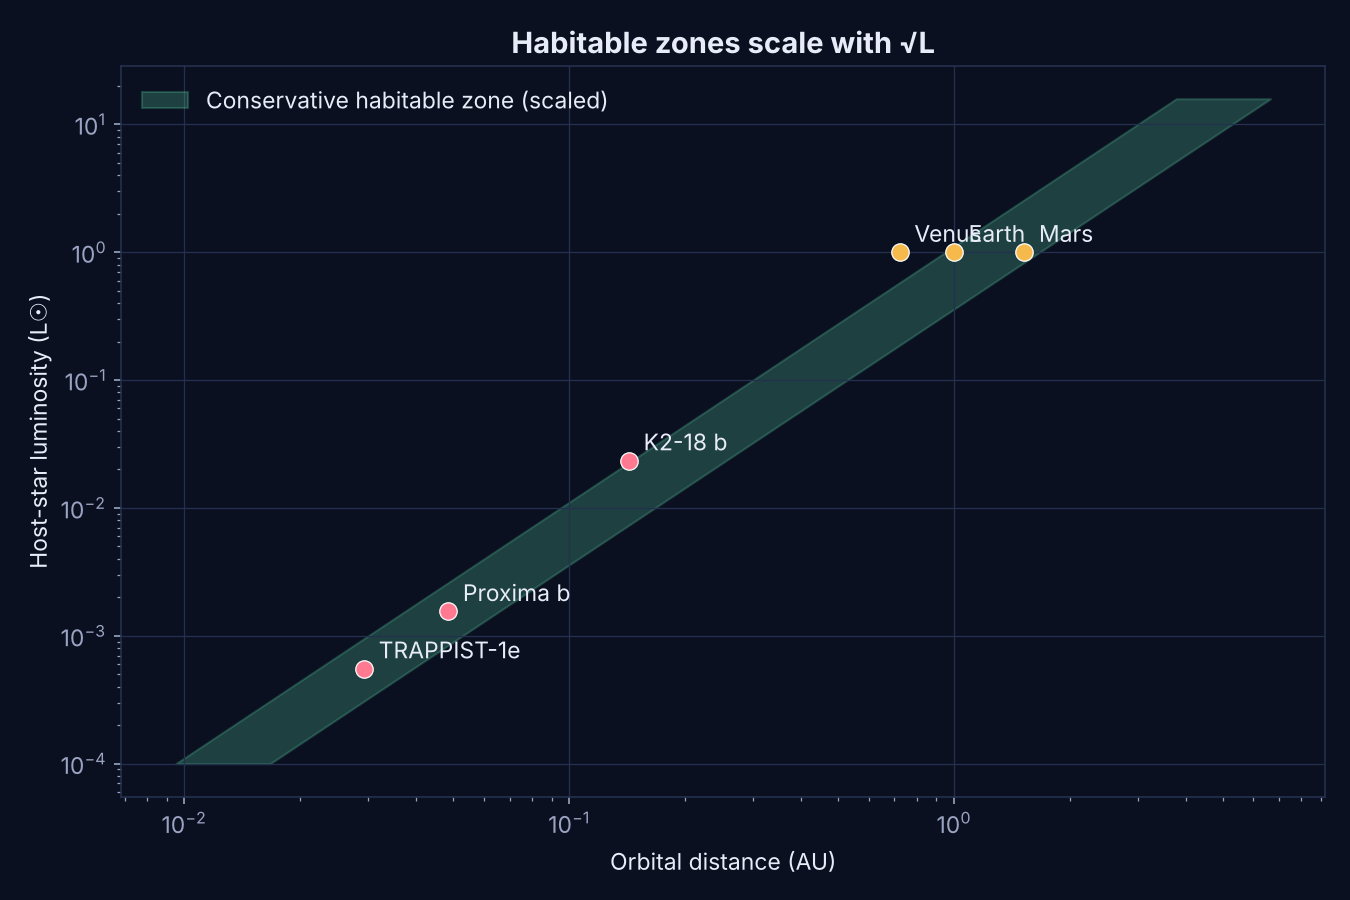 Habitable zones scale with √L
Conservative habitable zone (scaled)
10¹
10⁰
10⁻¹
10⁻²
10⁻³
10⁻⁴
Host-star luminosity (L☉)
Venus
Earth
Mars
K2-18 b
Proxima b
TRAPPIST-1e
10⁻²
10⁻¹
10⁰
Orbital distance (AU)